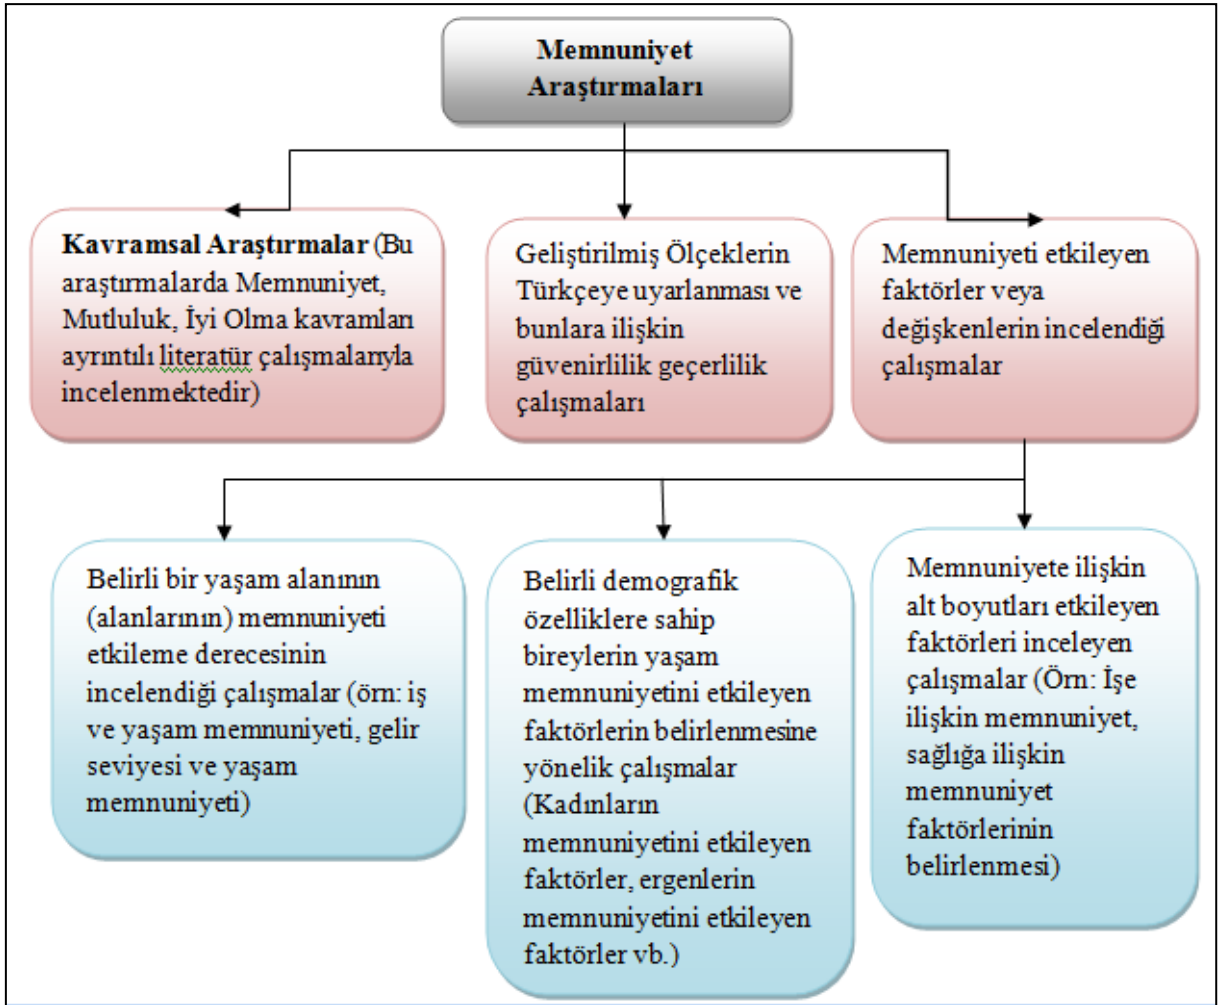 Memnuniyet
Araştırmaları
Kavramsal Araştırmalar (Bu
araştırmalarda Memnuniyet,
Mutluluk, İyi Olma kavramları
ayrıntılı literatür çalışmalarıyla
incelenmektedir)
Geliştirilmiş Ölçeklerin
Türkçeye uyarlanması ve
bunlara ilişkin
güvenirlilik geçerlilik
çalışmaları
Memnuniyeti etkileyen
faktörler veya
değişkenlerin incelendiği
çalışmalar
Belirli bir yaşam alanının
(alanlarının) memnuniyeti
etkileme derecesinin
incelendiği çalışmalar (örn: iş
ve yaşam memnuniyeti, gelir
seviyesi ve yaşam
memnuniyeti)
Belirli demografik
özelliklere sahip
bireylerin yaşam
memnuniyetini etkileyen
faktörlerin belirlenmesine
yönelik çalışmalar
(Kadınların
memnuniyetini etkileyen
faktörler, ergenlerin
memnuniyetini etkileyen
faktörler vb.)
Memnuniyete ilişkin
alt boyutları etkileyen
faktörleri inceleyen
çalışmalar (Örn: İşe
ilişkin memnuniyet,
sağlığa ilişkin
memnuniyet
faktörlerinin
belirlenmesi)